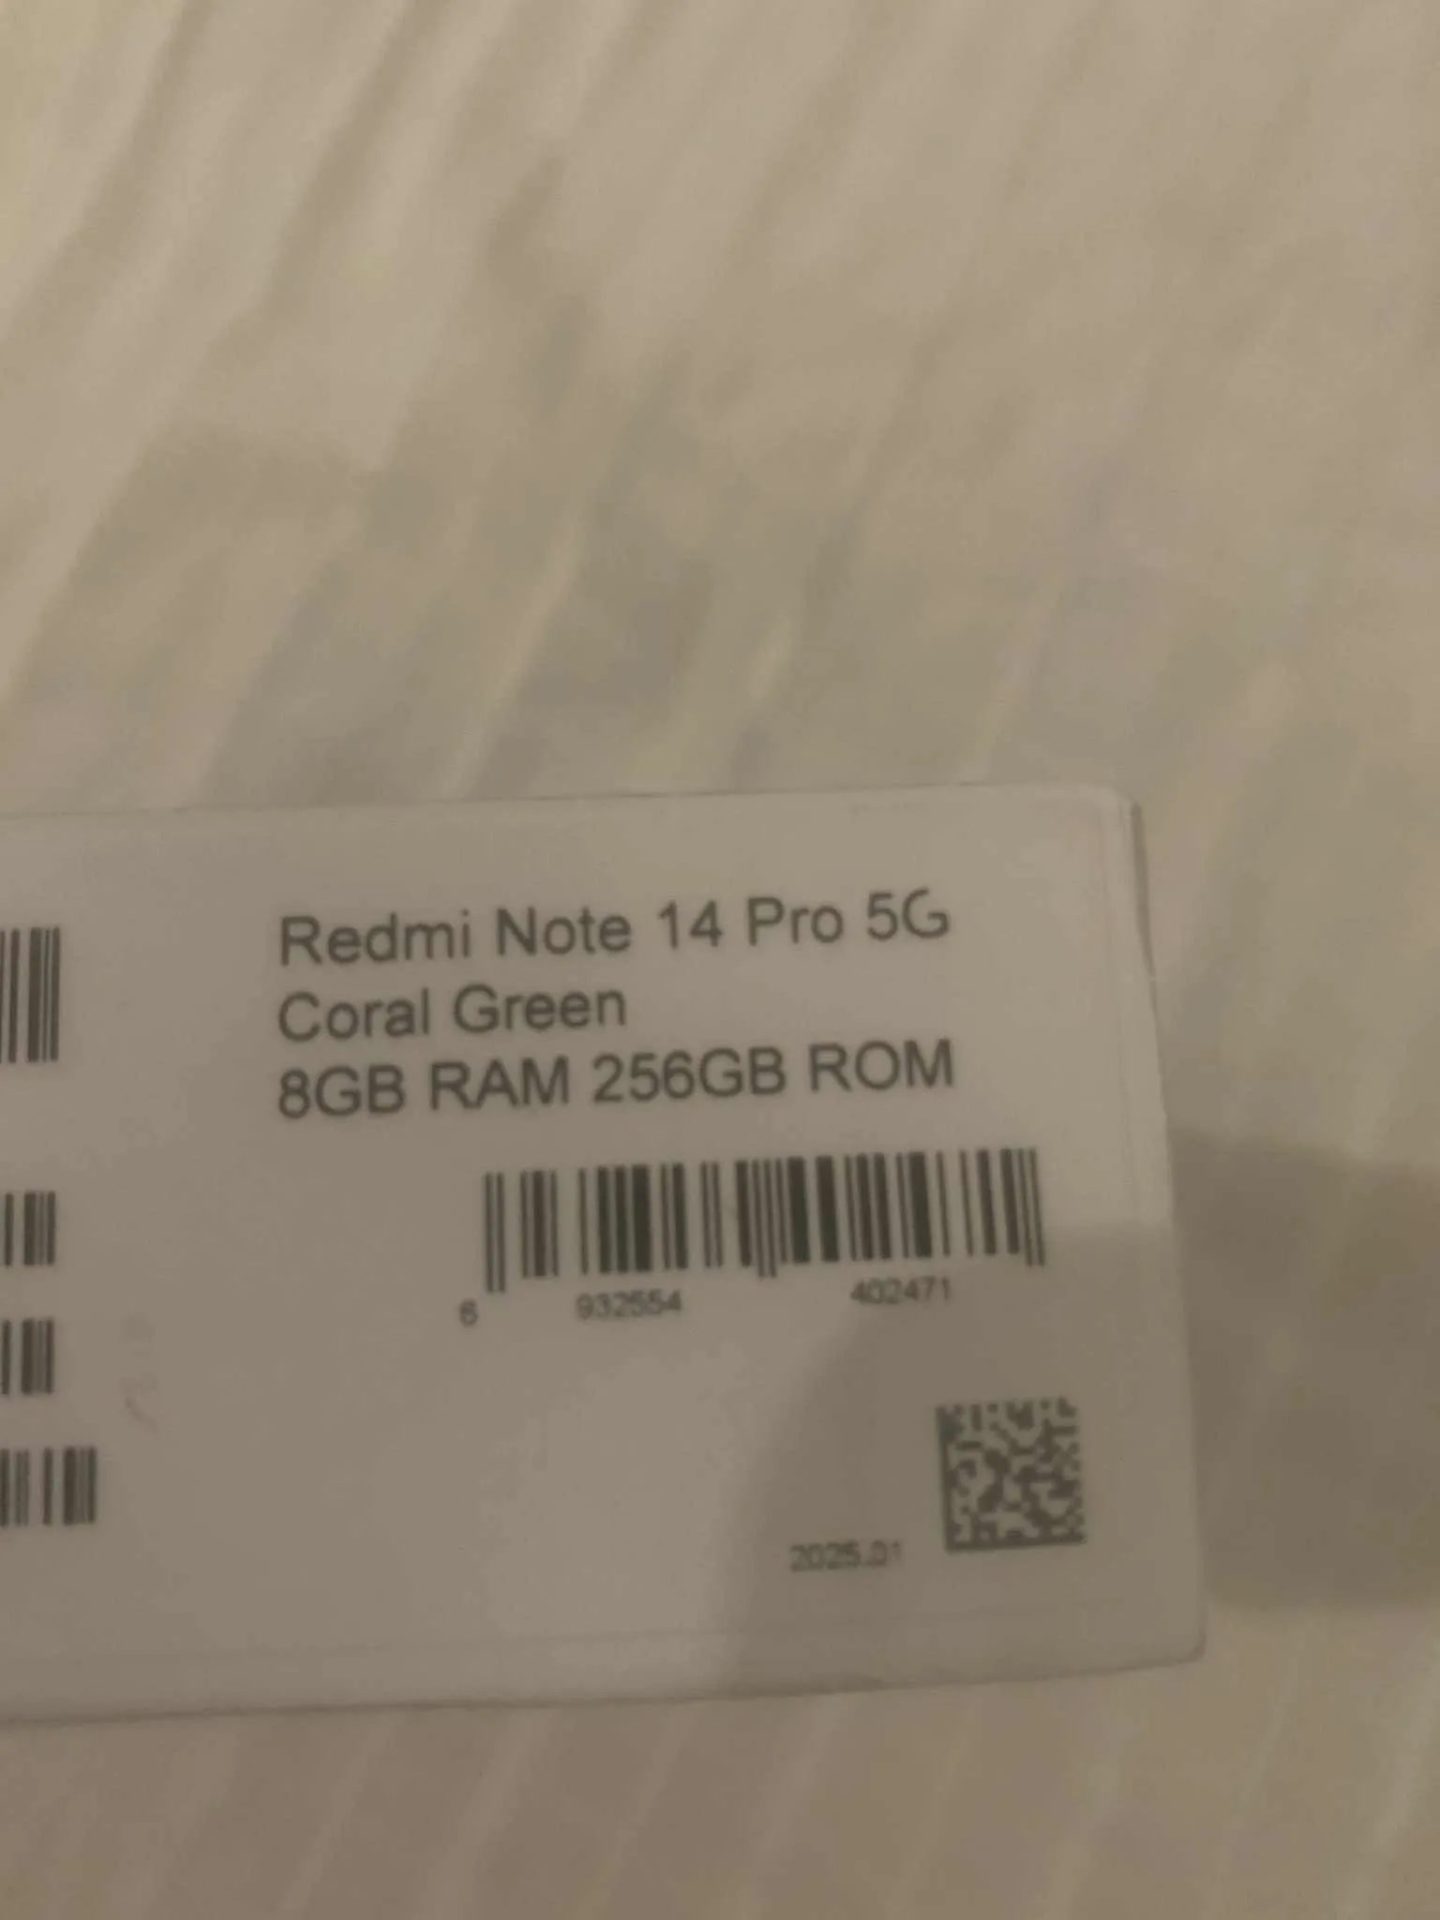 Redmi Note 14 Pro 5G
Coral Green
8GB RAM 256GB ROM
6 932554 402471
2025.01